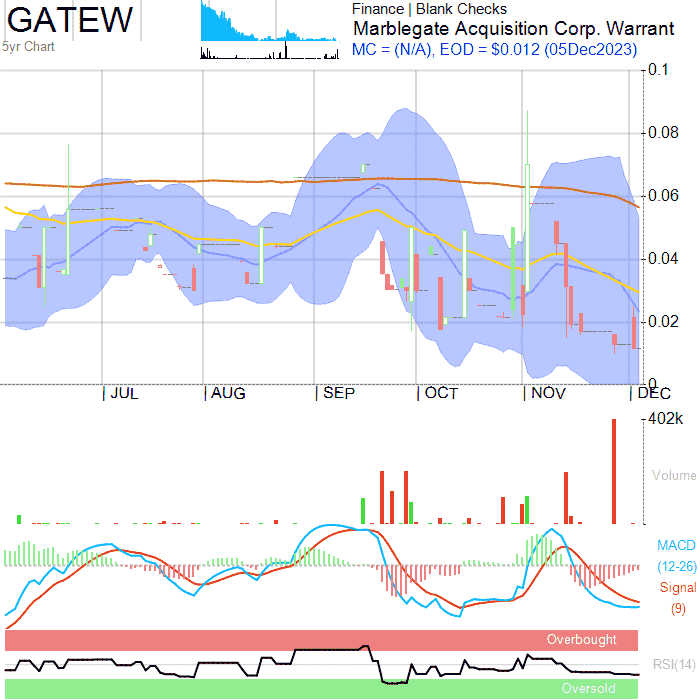 GATEW
5yr Chart
Finance | Blank Checks
Marblegate Acquisition Corp. Warrant
MC = (N/A), EOD = $0.012 (05Dec2023)
0.1
0.08
0.06
0.04
0.02
0
JUL AUG SEP OCT NOV DEC
402k
Volume
MACD
(12-26)
Signal
(9)
Overbought
RSI(14)
Oversold